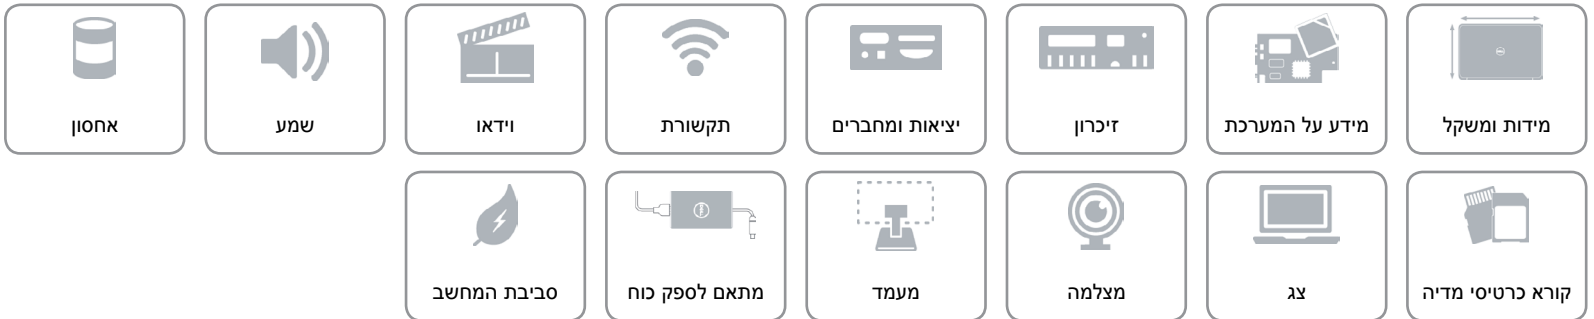 מידות ומשקל
מידע על המערכת
זיכרון
יציאות ומחברים
תקשורת
וידאו
שמע
אחסון
קורא כרטיסי מדיה
צג
מצלמה
מעמד
מתאם לספק כוח
סביבת המחשב